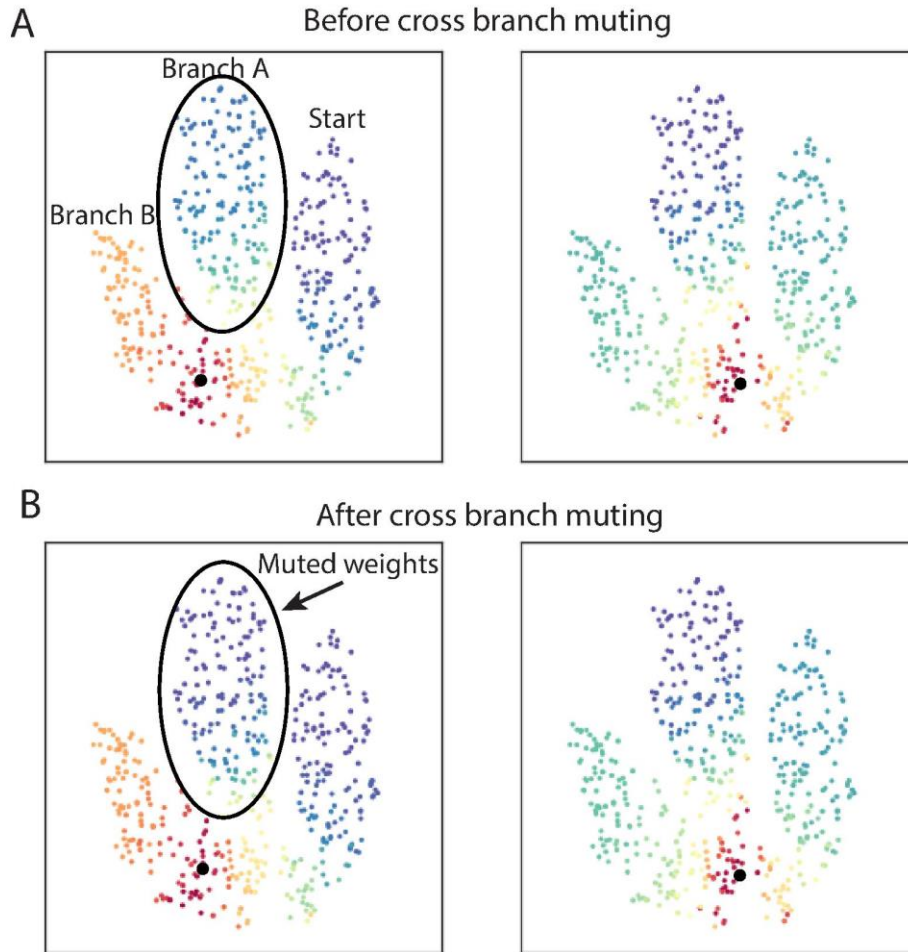 A
Before cross branch muting
Branch A
Start
Branch B
B
After cross branch muting
Muted weights